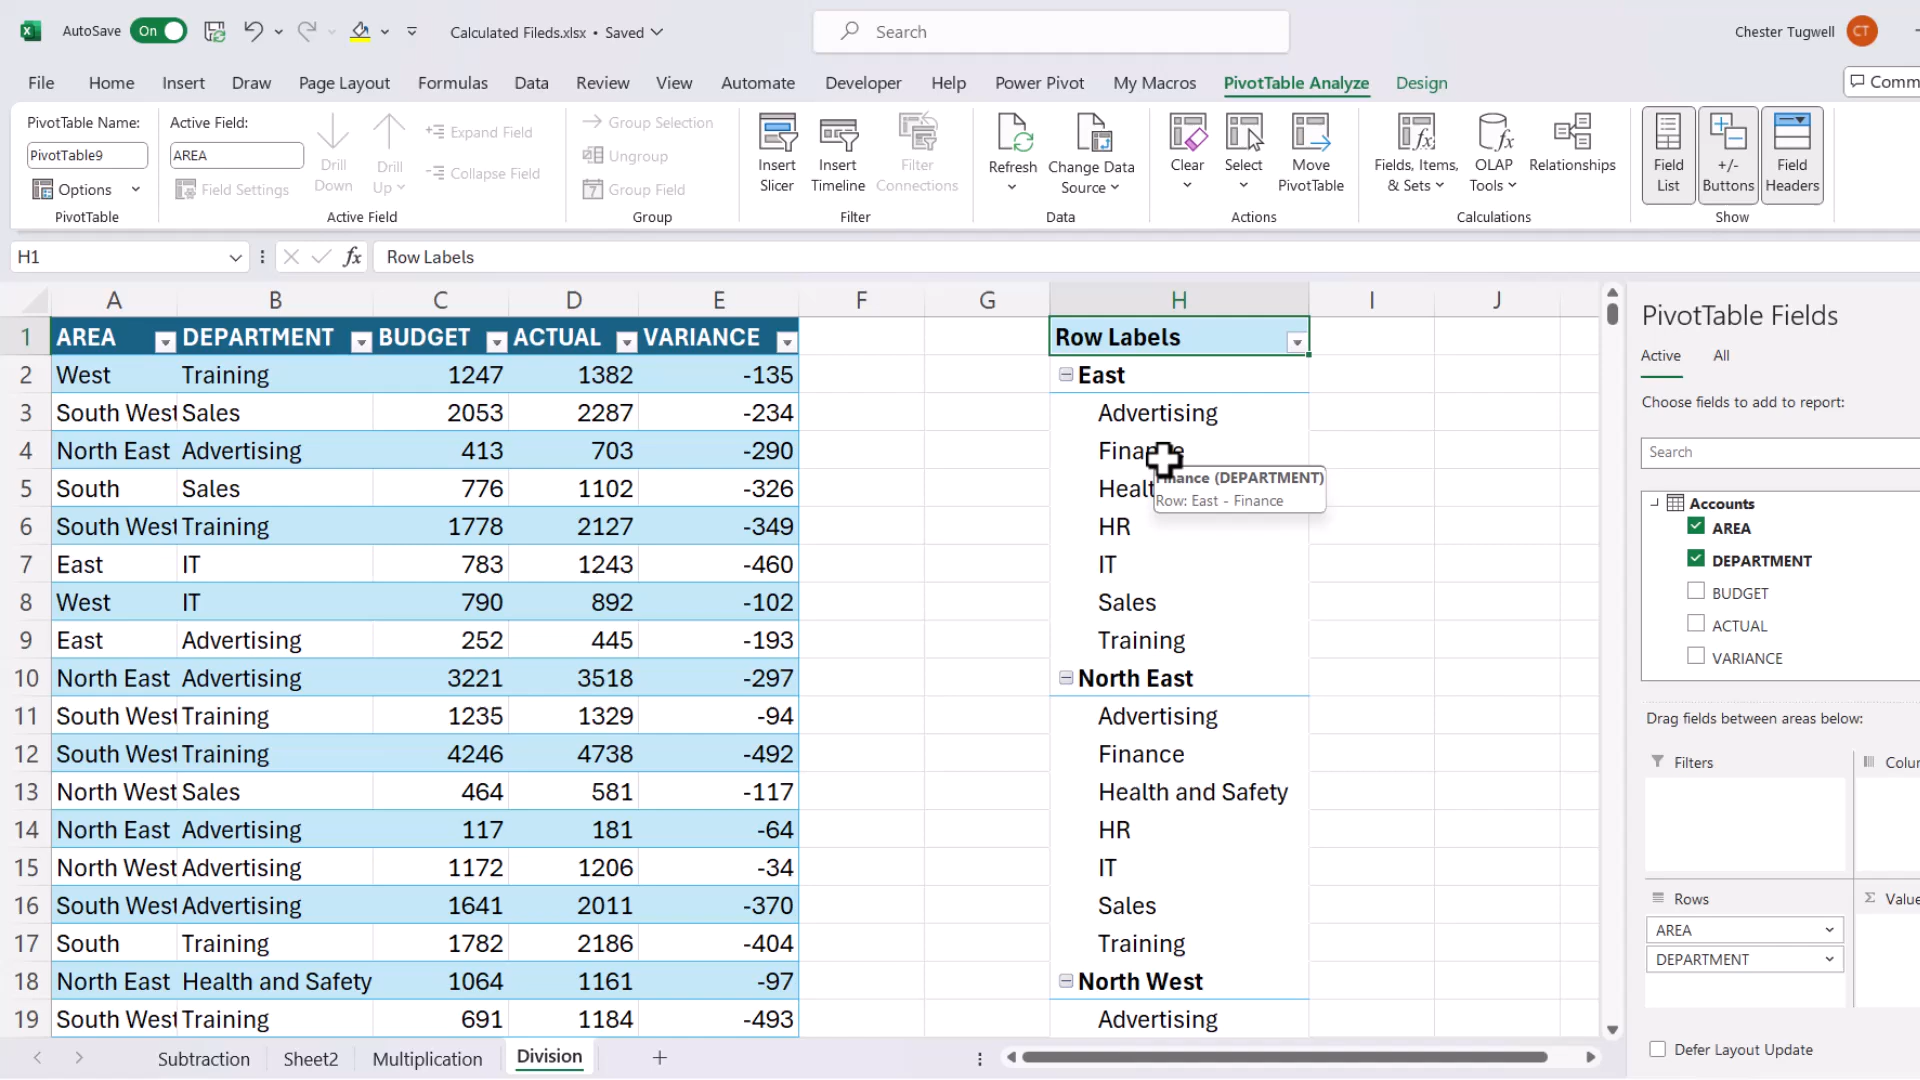 AutoSave On Calculated Fileds.xlsx • Saved Search Chester Tugwell CT
File Home Insert Draw Page Layout Formulas Data Review View Automate Developer Help Power Pivot My Macros PivotTable Analyze Design Comm
PivotTable Name:
PivotTable9
Options
PivotTable
Active Field:
AREA
Field Settings
Drill Down
Drill Up
Expand Field
Collapse Field
Active Field
Group Selection
Ungroup
Group Field
Group
Insert Slicer
Insert Timeline
Filter Connections
Filter
Refresh
Change Data Source
Data
Clear
Select
Move PivotTable
Actions
Fields, Items, & Sets
OLAP Tools
Relationships
Calculations
Field List
+/- Buttons
Field Headers
Show
H1 fx Row Labels
A B C D E F G H I J
1 AREA DEPARTMENT BUDGET ACTUAL VARIANCE Row Labels
2 West Training 1247 1382 -135 East
3 South West Sales 2053 2287 -234 Advertising
4 North East Advertising 413 703 -290 Finance
5 South Sales 776 1102 -326 Healt
6 South West Training 1778 2127 -349 HR
7 East IT 783 1243 -460 IT
8 West IT 790 892 -102 Sales
9 East Advertising 252 445 -193 Training
10 North East Advertising 3221 3518 -297 North East
11 South West Training 1235 1329 -94 Advertising
12 South West Training 4246 4738 -492 Finance
13 North West Sales 464 581 -117 Health and Safety
14 North East Advertising 117 181 -64 HR
15 North West Advertising 1172 1206 -34 IT
16 South West Advertising 1641 2011 -370 Sales
17 South Training 1782 2186 -404 Training
18 North East Health and Safety 1064 1161 -97 North West
19 South West Training 691 1184 -493 Advertising
Finance (DEPARTMENT)
Row: East - Finance
PivotTable Fields
Active All
Choose fields to add to report:
Search
Accounts
AREA
DEPARTMENT
BUDGET
ACTUAL
VARIANCE
Drag fields between areas below:
Filters Colu
Rows Σ Value
AREA
DEPARTMENT
Defer Layout Update
Subtraction Sheet2 Multiplication Division